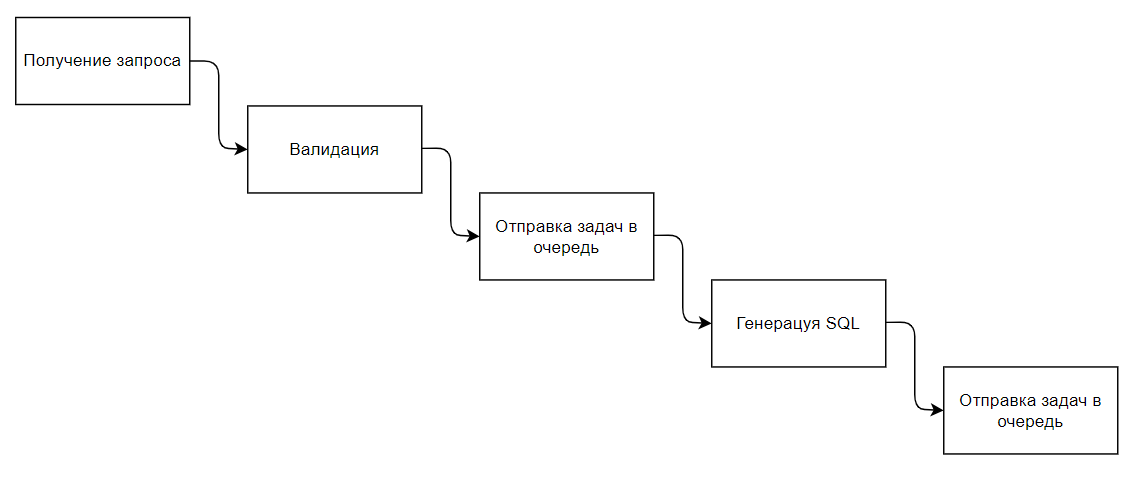 Получение запроса
Валидация
Отправка задач в
очередь
Генерацуя SQL
Отправка задач в
очередь